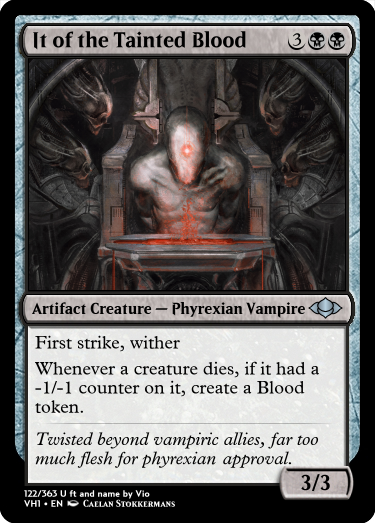 It of the Tainted Blood 3
Artifact Creature — Phyrexian Vampire
First strike, wither
Whenever a creature dies, if it had a
-1/-1 counter on it, create a Blood
token.
Twisted beyond vampiric allies, far too
much flesh for phyrexian approval.
3/3
122/363 U ft and name by Vio
VH1 • EN Caelan Stokkermans